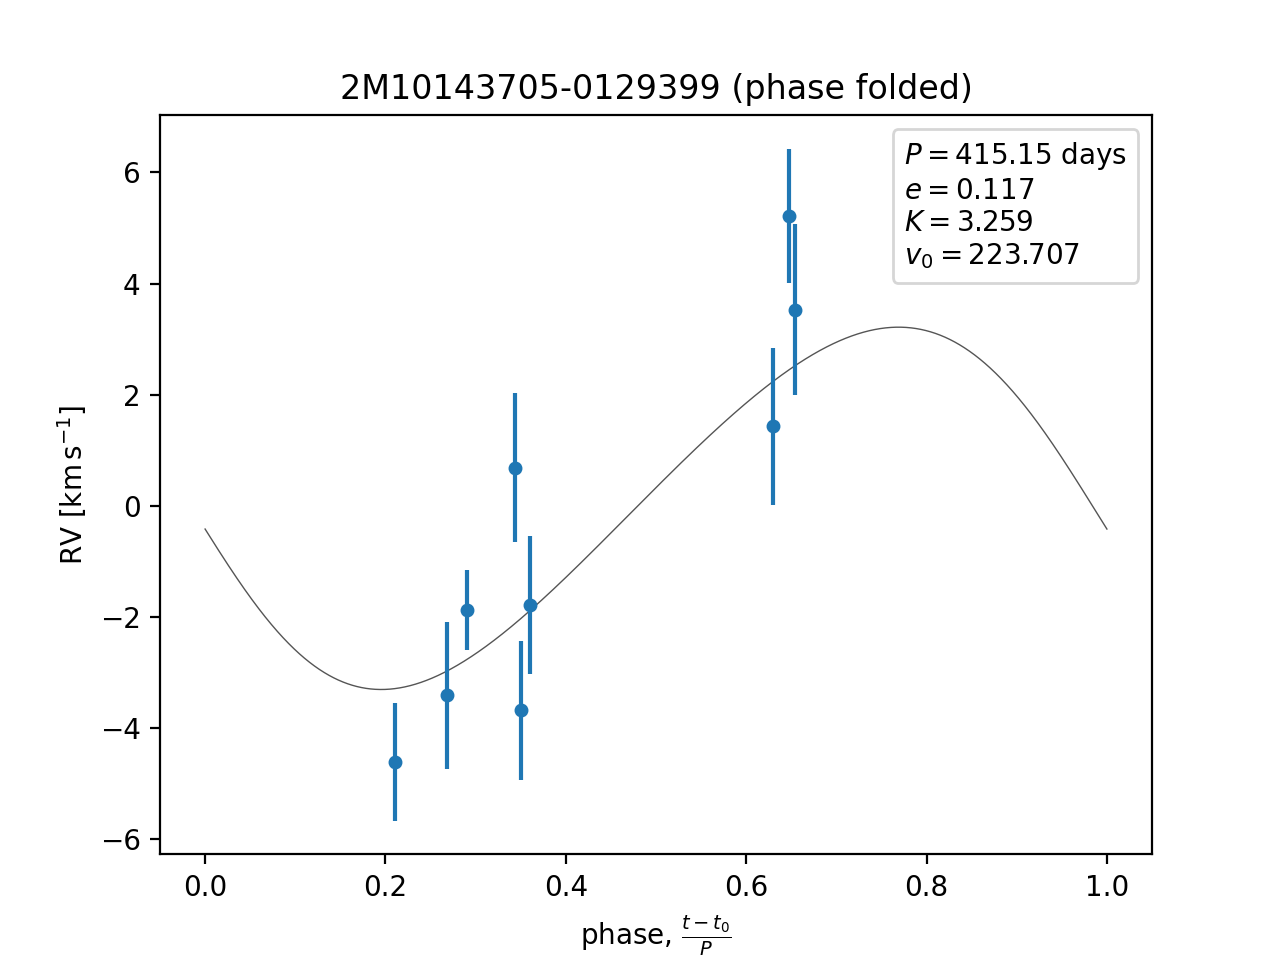 2M10143705-0129399 (phase folded)
P = 415.15 days
e = 0.117
K = 3.259
v₀ = 223.707
RV [km s⁻¹]
6
4
2
0
−2
−4
−6
0.0 0.2 0.4 0.6 0.8 1.0
phase, (t − t₀)/P